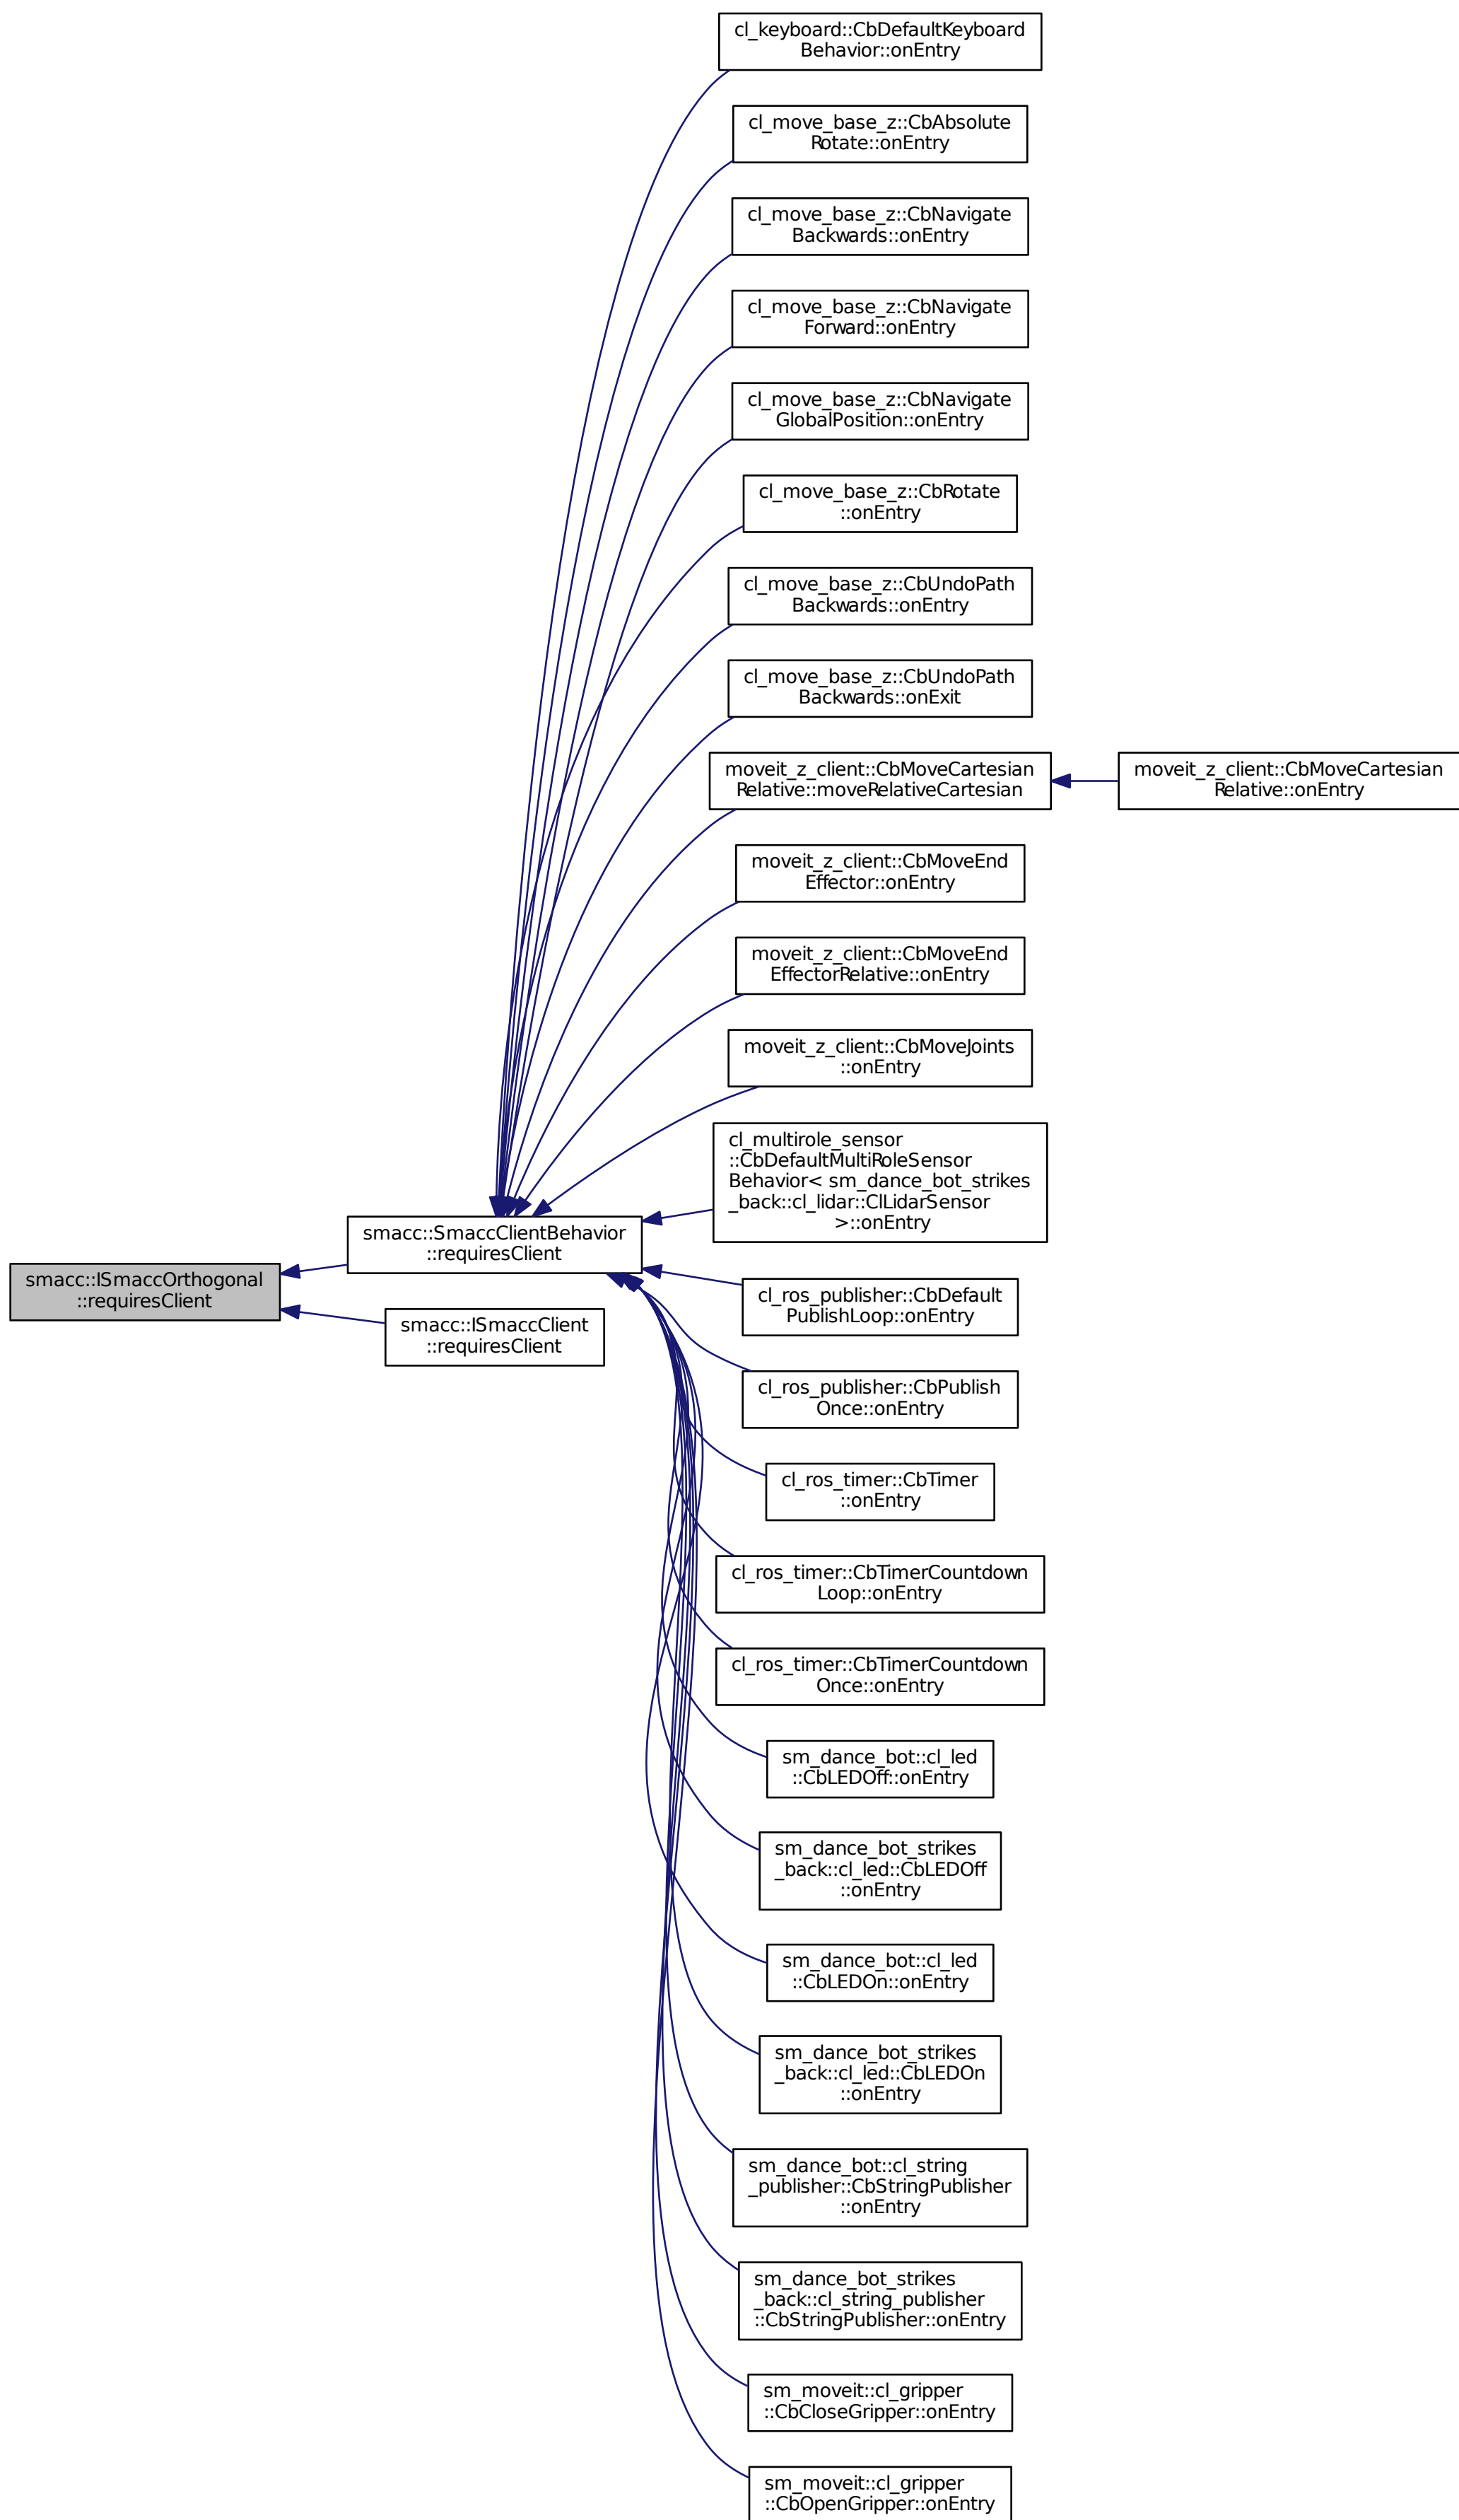 cl_keyboard::CbDefaultKeyboard
Behavior::onEntry
cl_move_base_z::CbAbsolute
Rotate::onEntry
cl_move_base_z::CbNavigate
Backwards::onEntry
cl_move_base_z::CbNavigate
Forward::onEntry
cl_move_base_z::CbNavigate
GlobalPosition::onEntry
cl_move_base_z::CbRotate
::onEntry
cl_move_base_z::CbUndoPath
Backwards::onEntry
cl_move_base_z::CbUndoPath
Backwards::onExit
moveit_z_client::CbMoveCartesian
Relative::moveRelativeCartesian
moveit_z_client::CbMoveCartesian
Relative::onEntry
moveit_z_client::CbMoveEnd
Effector::onEntry
moveit_z_client::CbMoveEnd
EffectorRelative::onEntry
moveit_z_client::CbMoveJoints
::onEntry
cl_multirole_sensor
::CbDefaultMultiRoleSensor
Behavior< sm_dance_bot_strikes
_back::cl_lidar::ClLidarSensor
>::onEntry
smacc::SmaccClientBehavior
::requiresClient
smacc::ISmaccOrthogonal
::requiresClient
smacc::ISmaccClient
::requiresClient
cl_ros_publisher::CbDefault
PublishLoop::onEntry
cl_ros_publisher::CbPublish
Once::onEntry
cl_ros_timer::CbTimer
::onEntry
cl_ros_timer::CbTimerCountdown
Loop::onEntry
cl_ros_timer::CbTimerCountdown
Once::onEntry
sm_dance_bot::cl_led
::CbLEDOff::onEntry
sm_dance_bot_strikes
_back::cl_led::CbLEDOff
::onEntry
sm_dance_bot::cl_led
::CbLEDOn::onEntry
sm_dance_bot_strikes
_back::cl_led::CbLEDOn
::onEntry
sm_dance_bot::cl_string
_publisher::CbStringPublisher
::onEntry
sm_dance_bot_strikes
_back::cl_string_publisher
::CbStringPublisher::onEntry
sm_moveit::cl_gripper
::CbCloseGripper::onEntry
sm_moveit::cl_gripper
::CbOpenGripper::onEntry